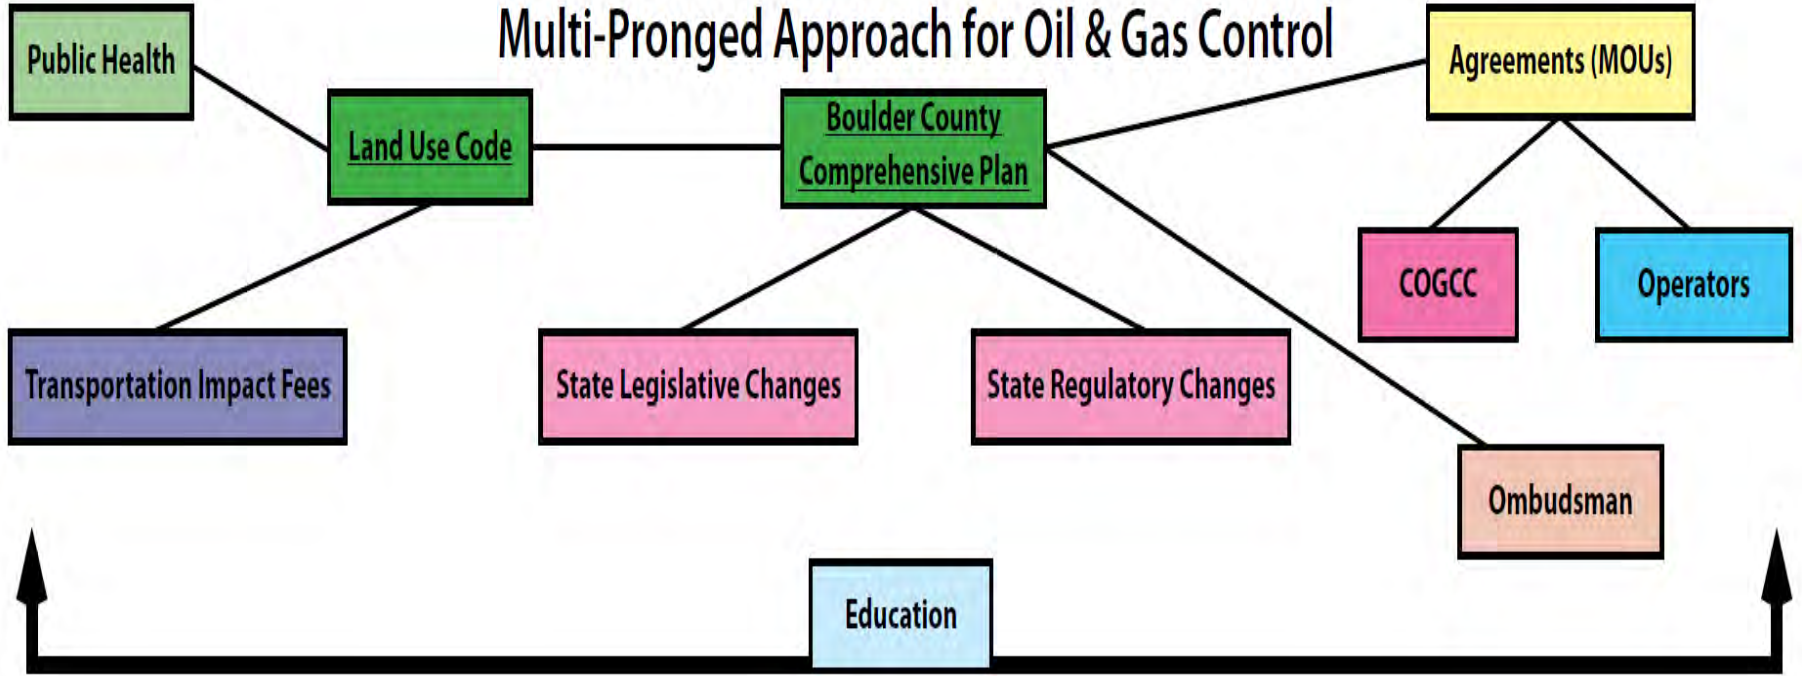 Multi-Pronged Approach for Oil & Gas Control
Public Health
Agreements (MOUs)
Land Use Code
Boulder County
Comprehensive Plan
COGCC
Operators
Transportation Impact Fees
State Legislative Changes
State Regulatory Changes
Ombudsman
Education